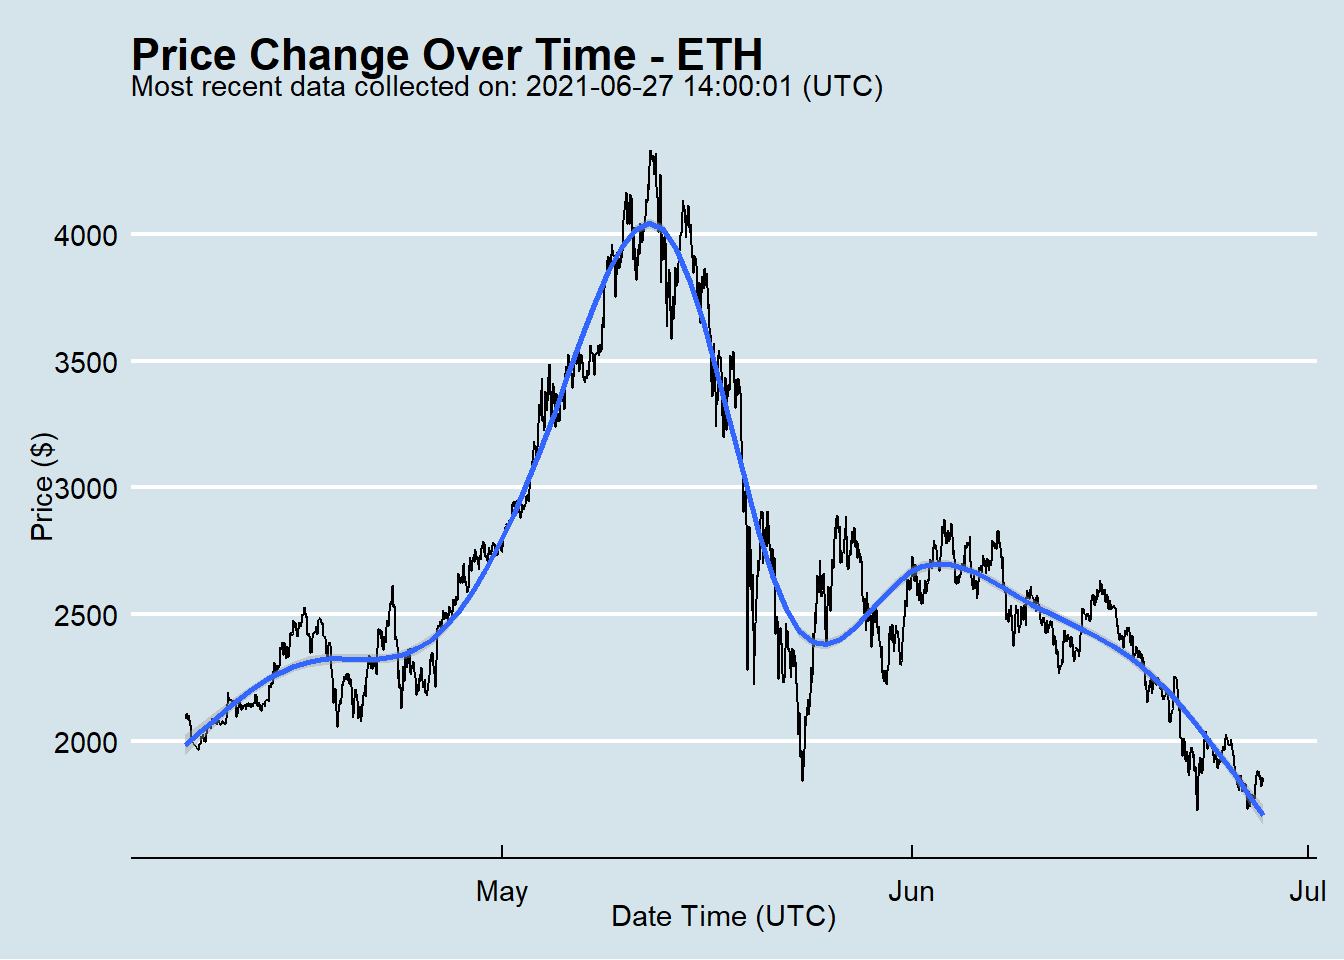 Price Change Over Time - ETH
Most recent data collected on: 2021-06-27 14:00:01 (UTC)
4000
3500
3000
2500
2000
Price ($)
May
Jun
Jul
Date Time (UTC)